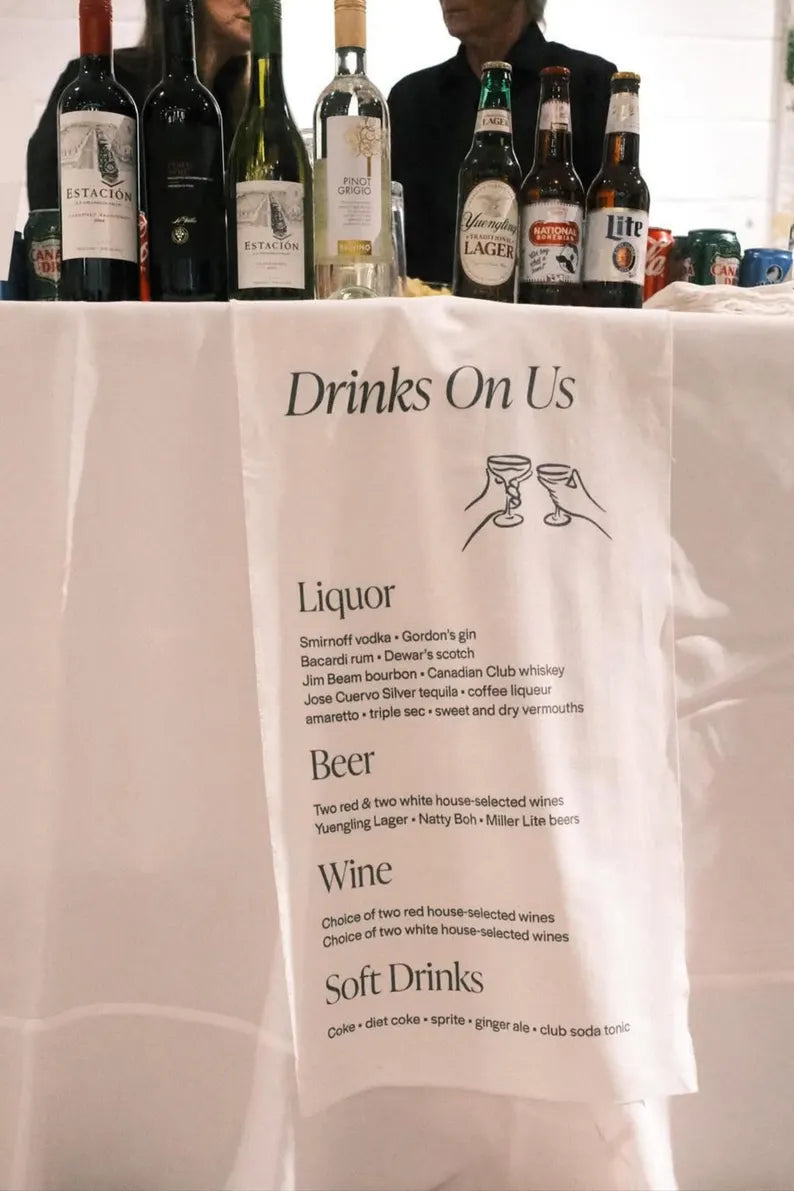 ESTACIÓN
ESTACIÓN
PINOT
GRIGIO
LAGER
Yuengling
TRADITIONAL
LAGER
NATIONAL
BOHEMIAN
Lite
Drinks On Us
Liquor
Smirnoff vodka • Gordon's gin
Bacardi rum • Dewar's scotch
Jim Beam bourbon • Canadian Club whiskey
Jose Cuervo Silver tequila • coffee liqueur
amaretto • triple sec • sweet and dry vermouths
Beer
Two red & two white house-selected wines
Yuengling Lager • Natty Boh • Miller Lite beers
Wine
Choice of two red house-selected wines
Choice of two white house-selected wines
Soft Drinks
Coke • diet coke • sprite • ginger ale • club soda tonic